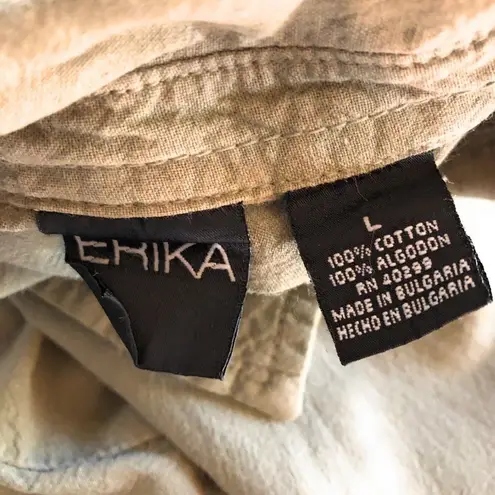 ERIKA
L
100% COTTON
100% ALGODON
RN 40299
MADE IN BULGARIA
HECHO EN BULGARIA